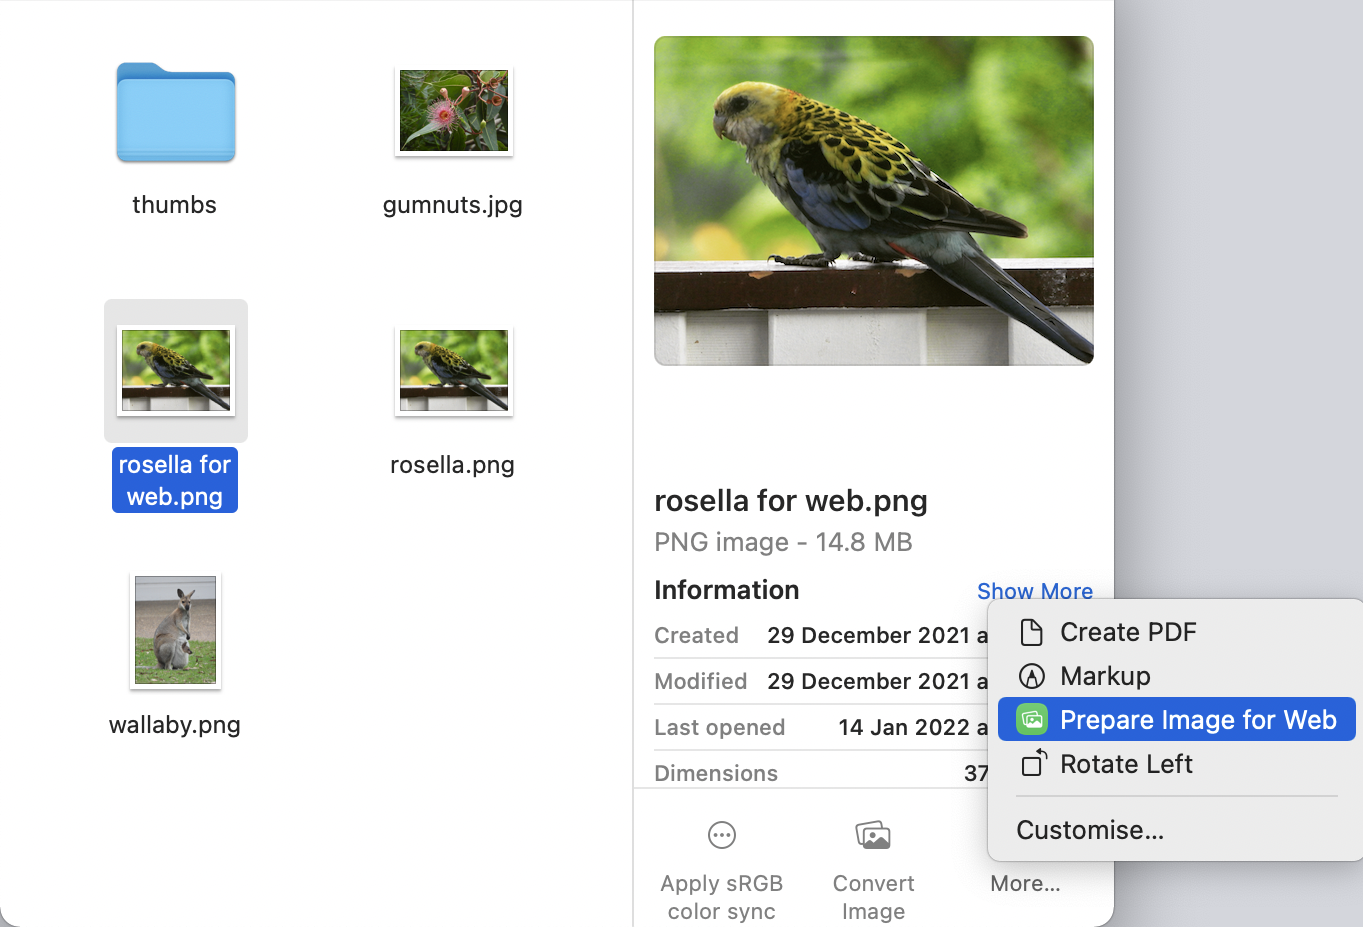 thumbs
gumnuts.jpg
rosella for
web.png
rosella.png
wallaby.png
rosella for web.png
PNG image - 14.8 MB
Information
Show More
Created 29 December 2021 a
Modified 29 December 2021 a
Last opened 14 Jan 2022 a
Dimensions 37
Apply sRGB
color sync
Convert
Image
More...
Create PDF
Markup
Prepare Image for Web
Rotate Left
Customise...